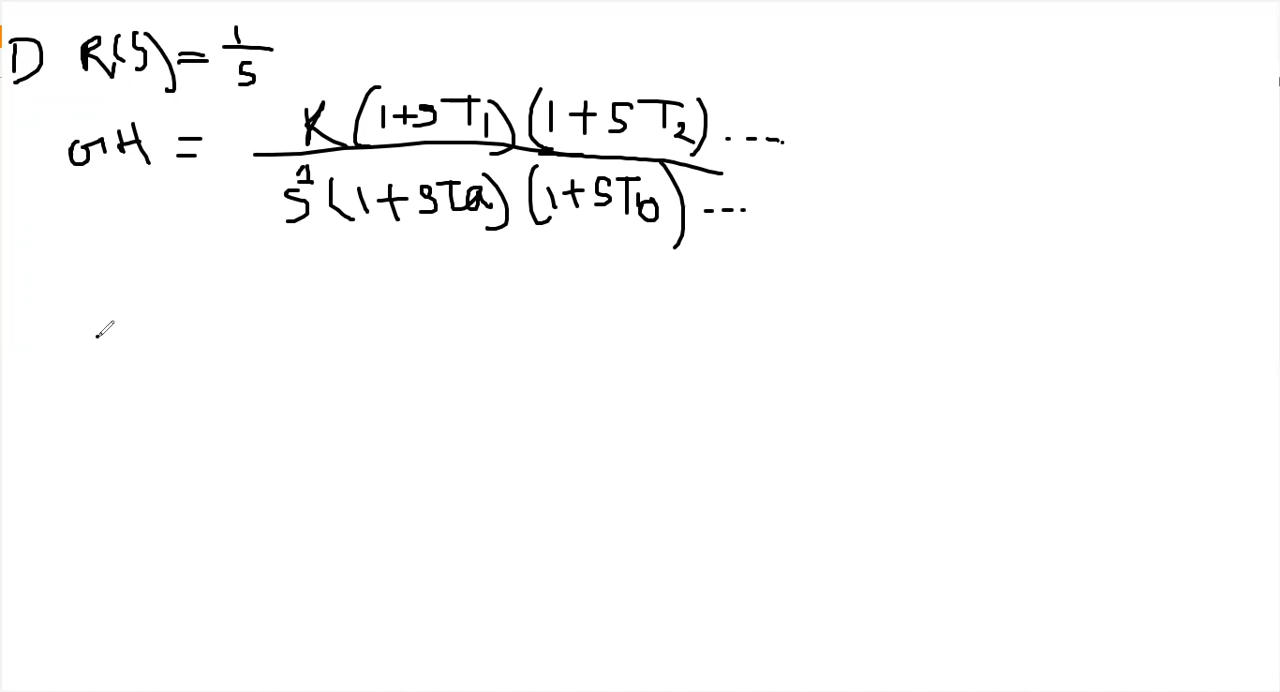 D R(S) = 1/S
GH = K(1+ST1)(1+ST2)....
S^1(1+STa)(1+STb)...